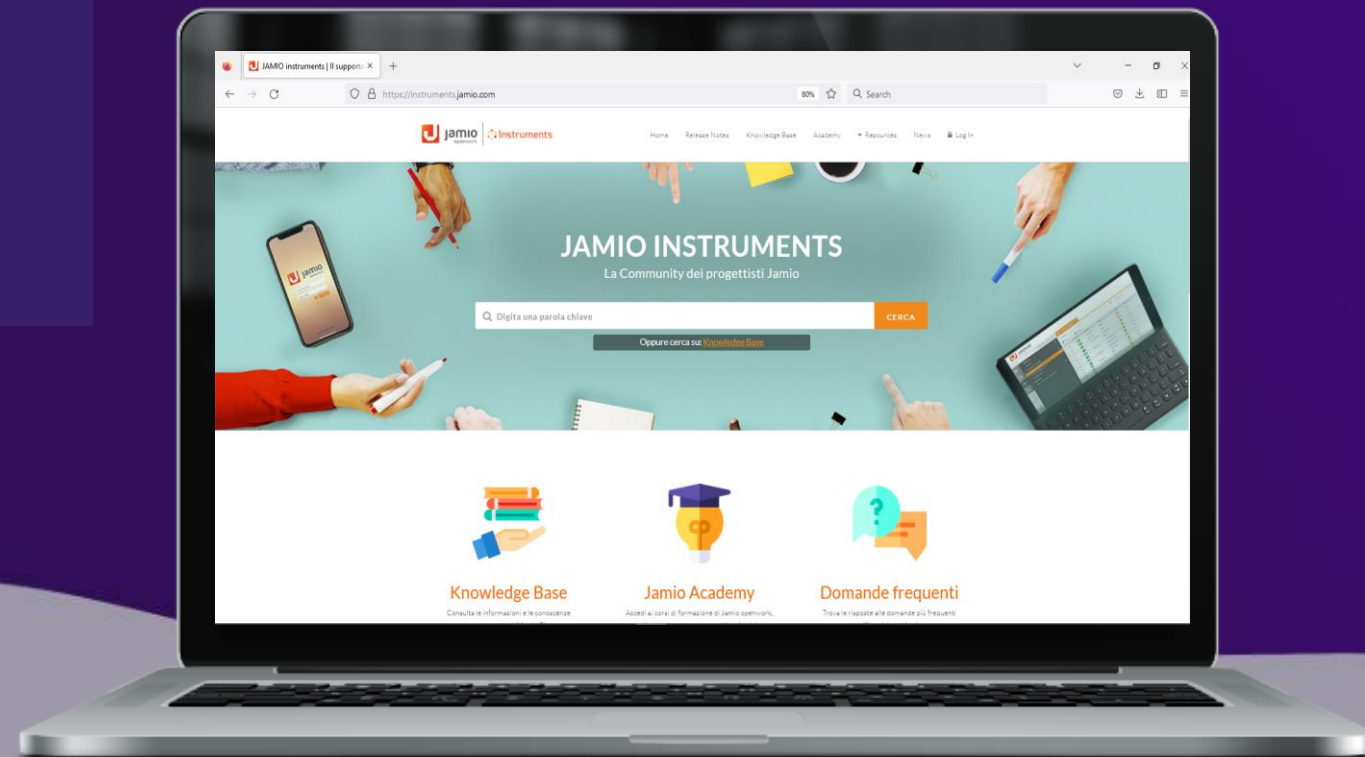 JAMIO instruments | Il supporto
https://instruments.jamio.com
80%
Search
jamio
openwork
Instruments
Home Release Notes Knowledge Base Academy Resources News Log In
jamio
JAMIO INSTRUMENTS
La Community dei progettisti Jamio
Digita una parola chiave
CERCA
Oppure cerca su: Knowledge Base
Knowledge Base
Jamio Academy
Domande frequenti
Consulta le informazioni e le conoscenze
Accedi ai corsi di formazione di Jamio openwork,
Trova le risposte alle domande più frequenti